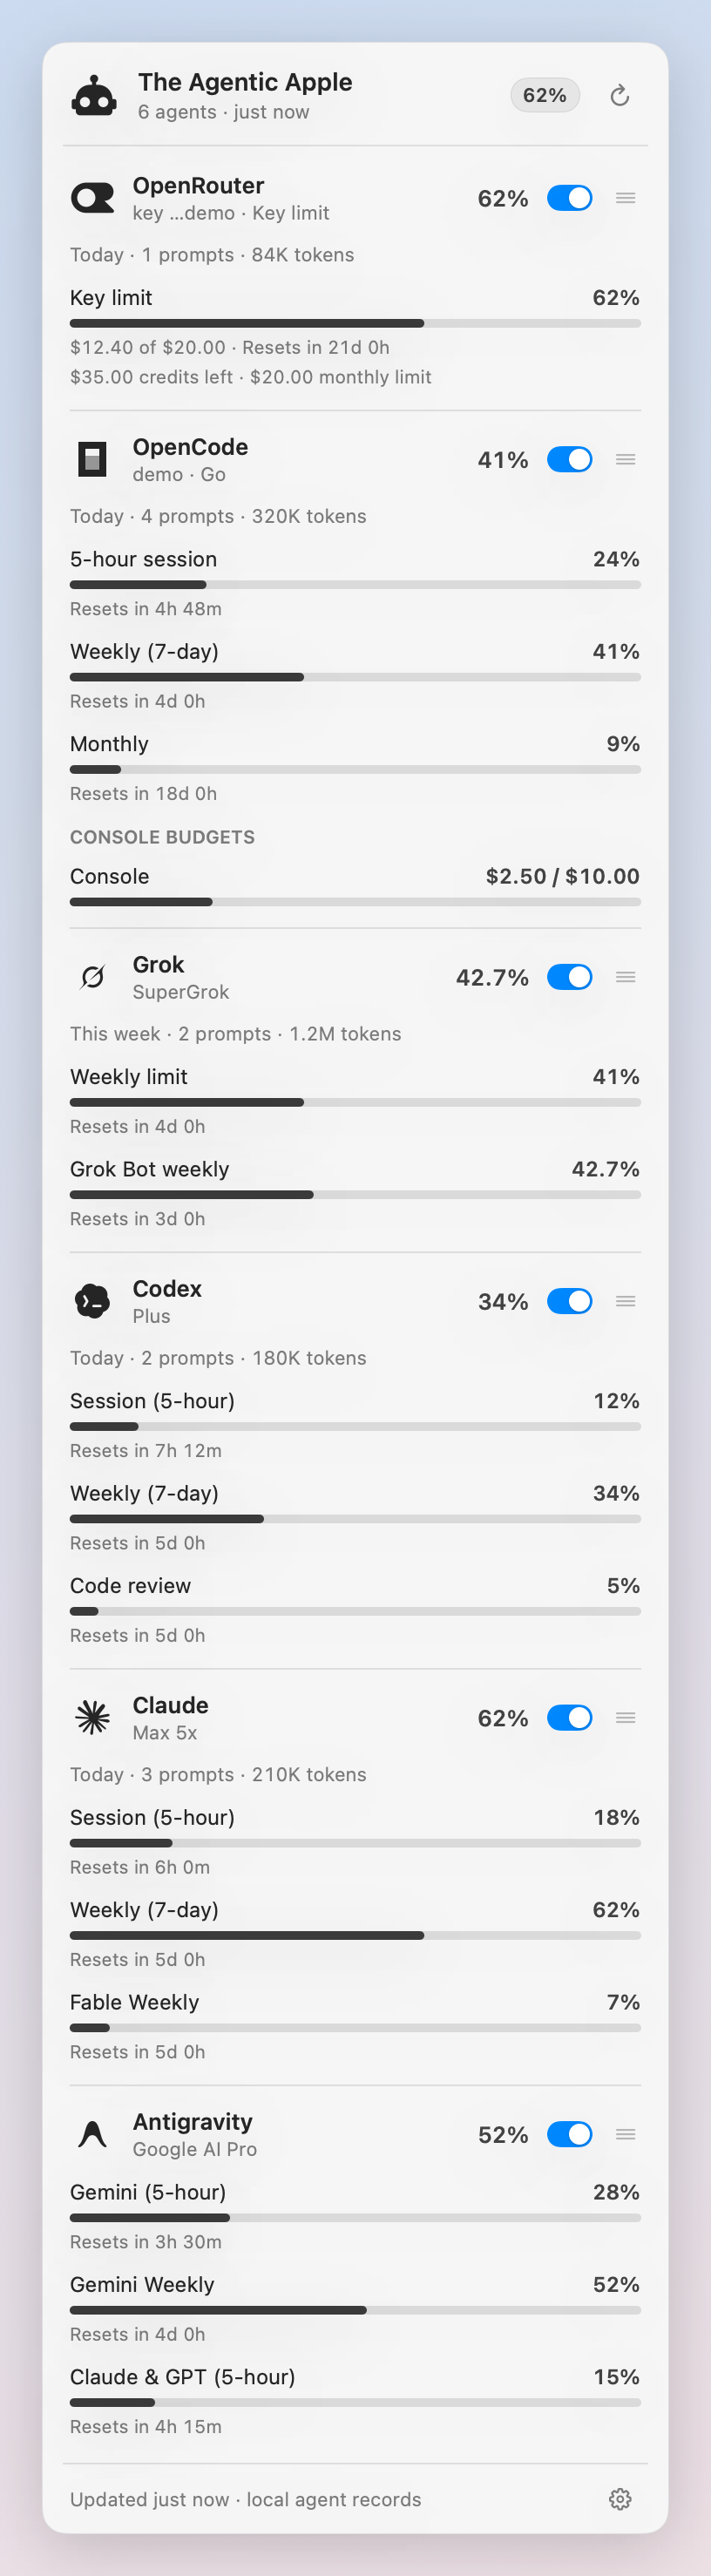 The Agentic Apple
6 agents · just now
62%
OpenRouter
key ...demo · Key limit
62%
Today · 1 prompts · 84K tokens
Key limit
62%
$12.40 of $20.00 · Resets in 21d 0h
$35.00 credits left · $20.00 monthly limit
OpenCode
demo · Go
41%
Today · 4 prompts · 320K tokens
5-hour session
24%
Resets in 4h 48m
Weekly (7-day)
41%
Resets in 4d 0h
Monthly
9%
Resets in 18d 0h
CONSOLE BUDGETS
Console
$2.50 / $10.00
Grok
SuperGrok
42.7%
This week · 2 prompts · 1.2M tokens
Weekly limit
41%
Resets in 4d 0h
Grok Bot weekly
42.7%
Resets in 3d 0h
Codex
Plus
34%
Today · 2 prompts · 180K tokens
Session (5-hour)
12%
Resets in 7h 12m
Weekly (7-day)
34%
Resets in 5d 0h
Code review
5%
Resets in 5d 0h
Claude
Max 5x
62%
Today · 3 prompts · 210K tokens
Session (5-hour)
18%
Resets in 6h 0m
Weekly (7-day)
62%
Resets in 5d 0h
Fable Weekly
7%
Resets in 5d 0h
Antigravity
Google AI Pro
52%
Gemini (5-hour)
28%
Resets in 3h 30m
Gemini Weekly
52%
Resets in 4d 0h
Claude & GPT (5-hour)
15%
Resets in 4h 15m
Updated just now · local agent records